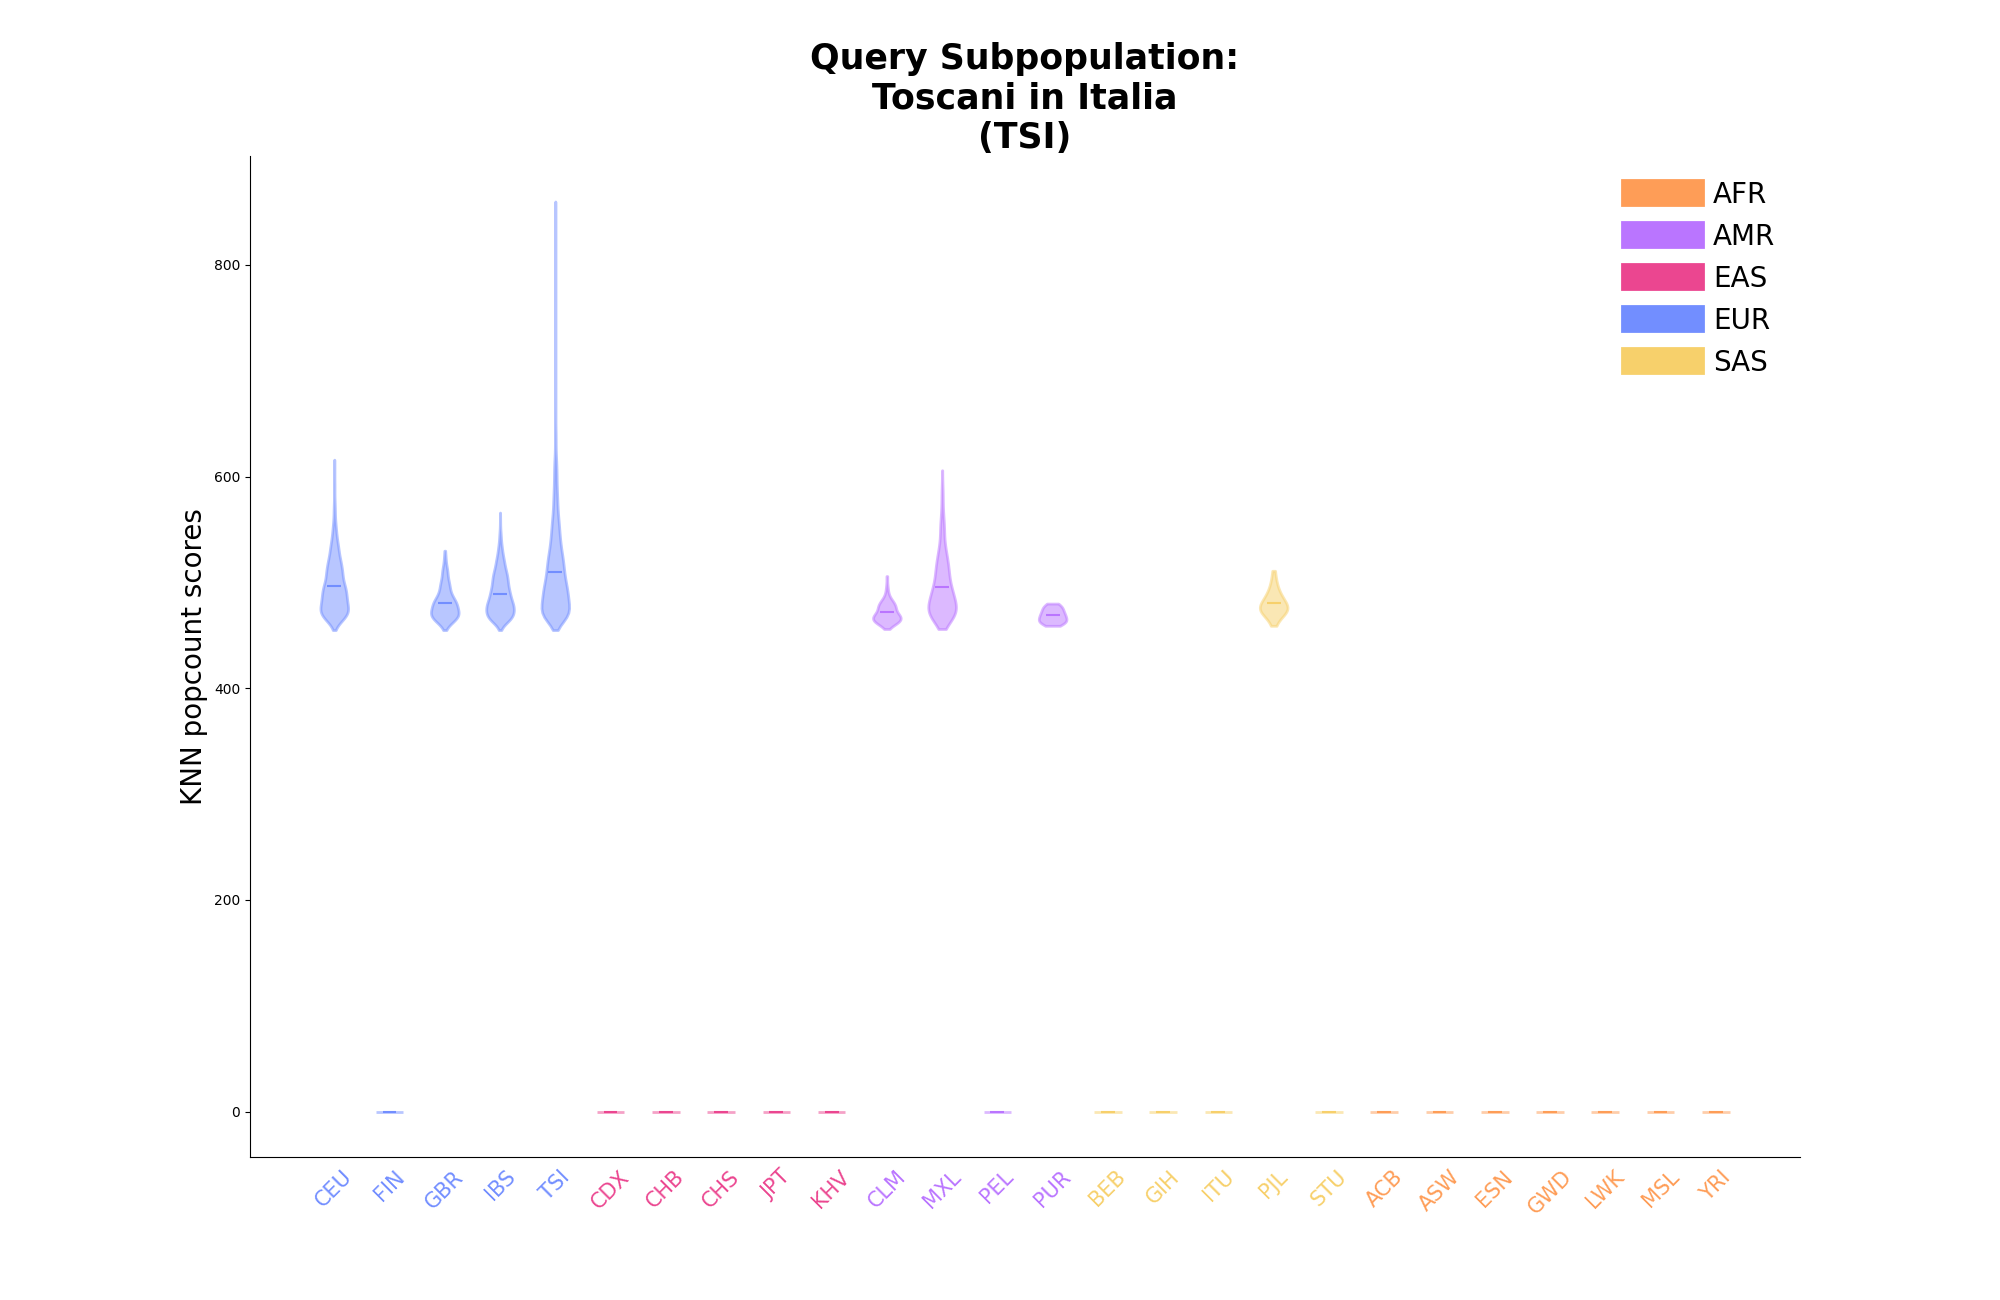 Query Subpopulation:
Toscani in Italia
(TSI)
AFR
AMR
EAS
EUR
SAS
KNN popcount scores
800
600
400
200
0
CEU
FIN
GBR
IBS
TSI
CDX
CHB
CHS
JPT
KHV
CLM
MXL
PEL
PUR
BEB
GIH
ITU
PJL
STU
ACB
ASW
ESN
GWD
LWK
MSL
YRI